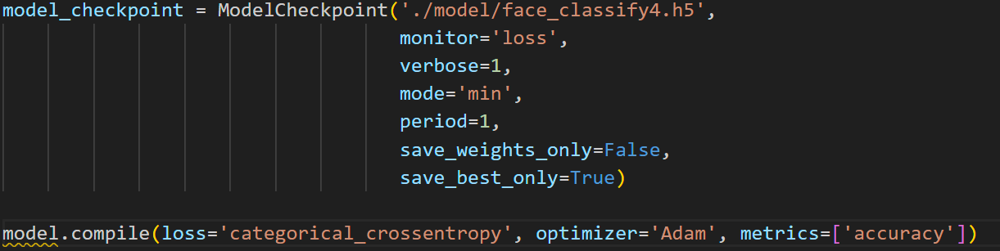 model_checkpoint = ModelCheckpoint('./model/face_classify4.h5',
monitor='loss',
verbose=1,
mode='min',
period=1,
save_weights_only=False,
save_best_only=True)
model.compile(loss='categorical_crossentropy', optimizer='Adam', metrics=['accuracy'])